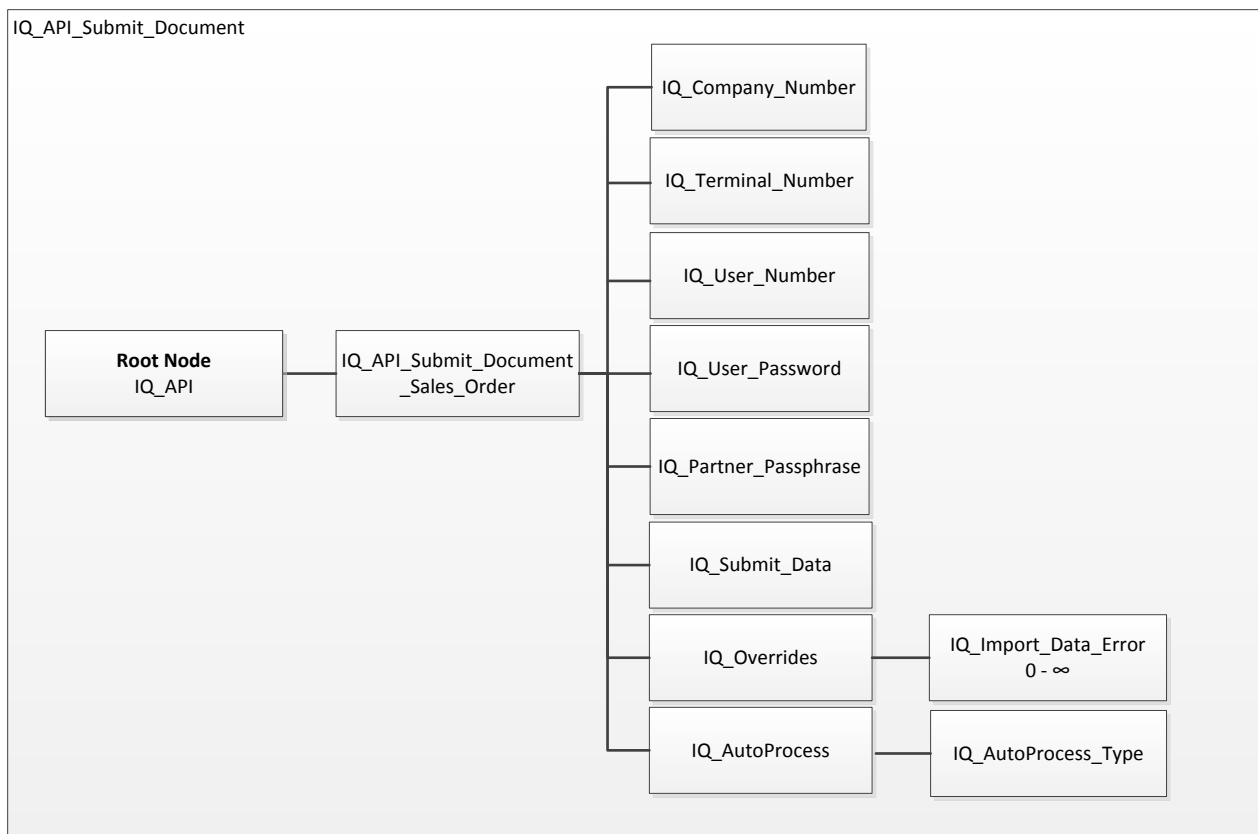 IQ_API_Submit_Document
IQ_Company_Number
IQ_Terminal_Number
IQ_User_Number
Root Node
IQ_API
IQ_API_Submit_Document
_Sales_Order
IQ_User_Password
IQ_Partner_Passphrase
IQ_Submit_Data
IQ_Overrides
IQ_Import_Data_Error
0 - ∞
IQ_AutoProcess
IQ_AutoProcess_Type